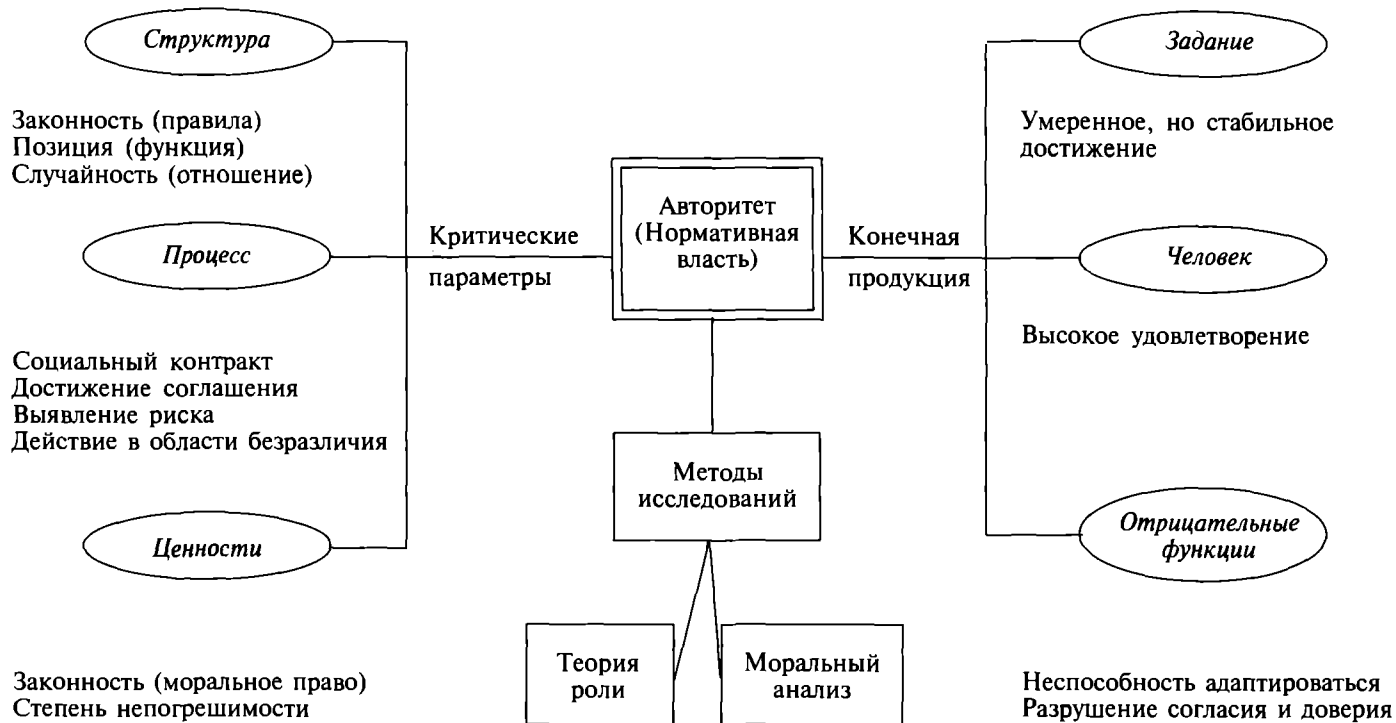 Структура
Законность (правила)
Позиция (функция)
Случайность (отношение)
Процесс
Социальный контракт
Достижение соглашения
Выявление риска
Действие в области безразличия
Ценности
Законность (моральное право)
Степень непогрешимости
Критические
параметры
Авторитет
(Нормативная
власть)
Методы
исследований
Теория
роли
Моральный
анализ
Конечная
продукция
Задание
Умеренное, но стабильное
достижение
Человек
Высокое удовлетворение
Отрицательные
функции
Неспособность адаптироваться
Разрушение согласия и доверия